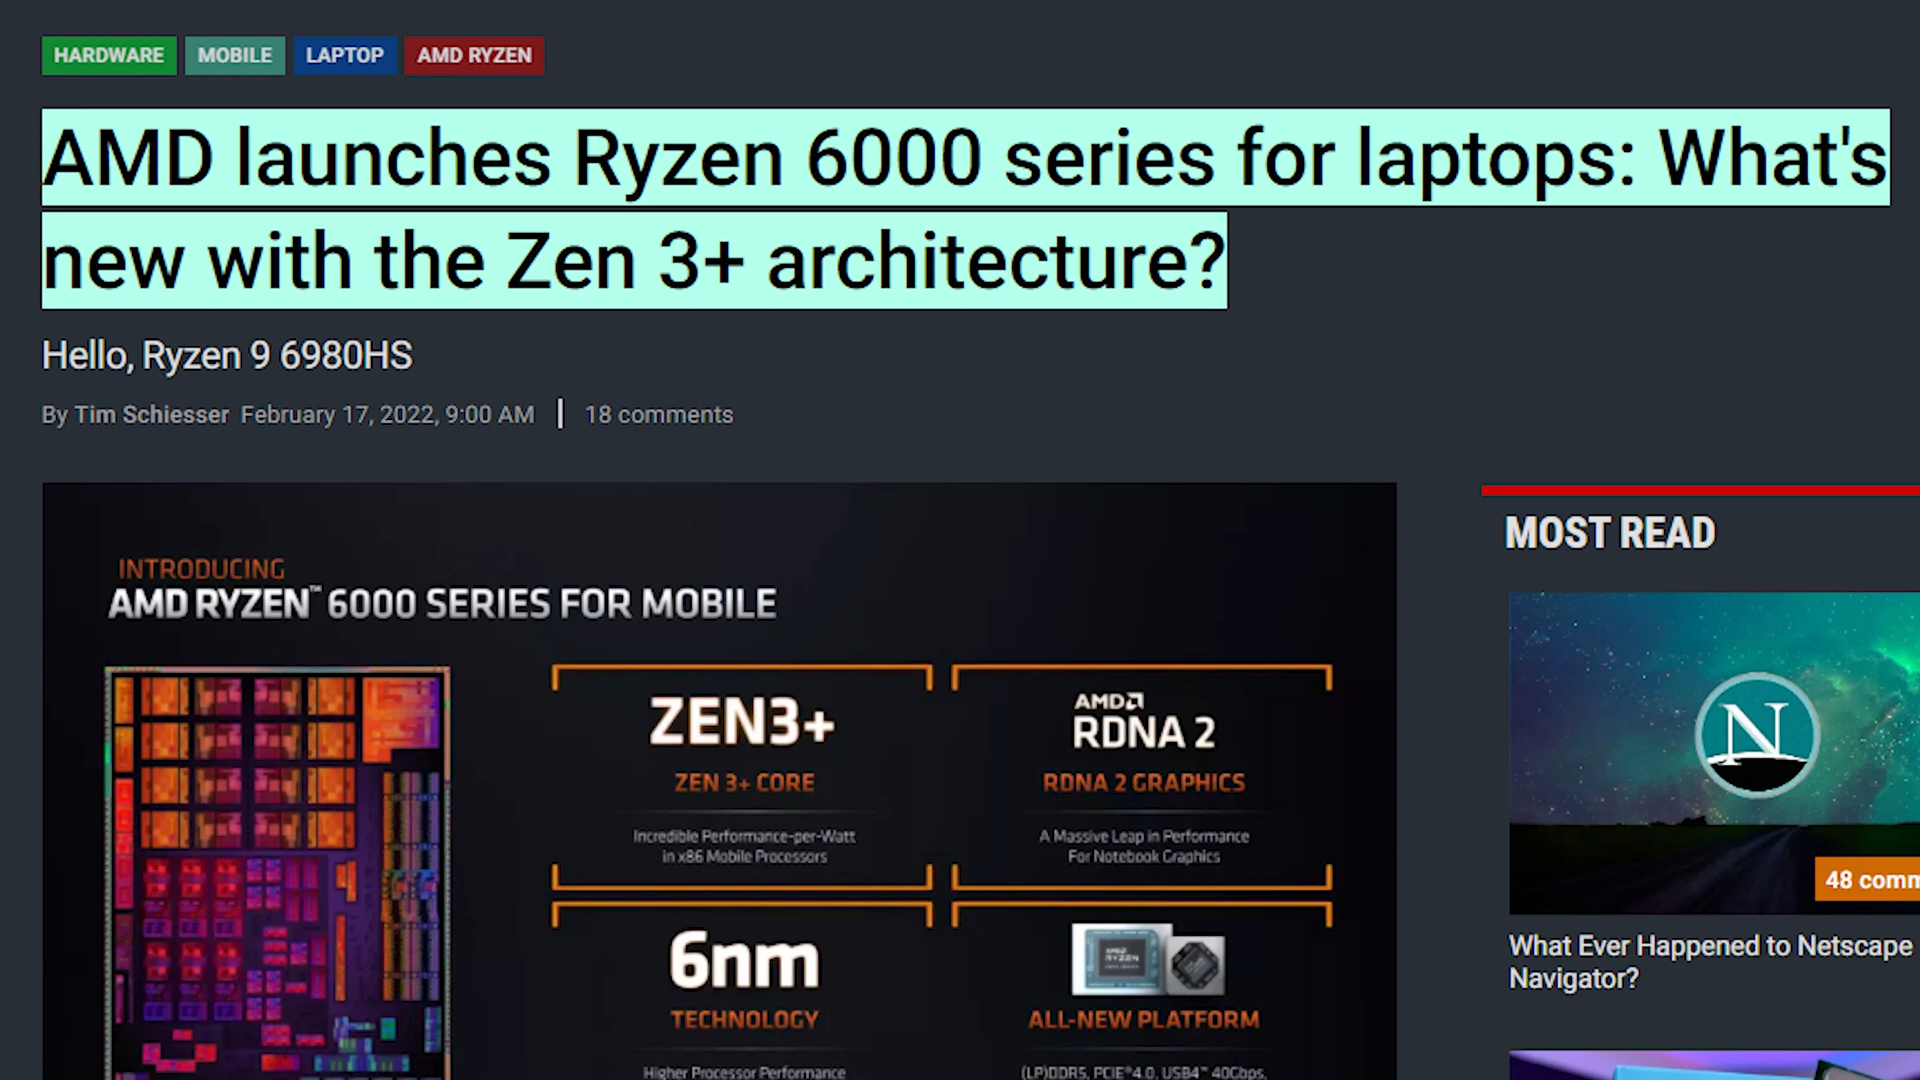 HARDWARE MOBILE LAPTOP AMD RYZEN
AMD launches Ryzen 6000 series for laptops: What's
new with the Zen 3+ architecture?
Hello, Ryzen 9 6980HS
By Tim Schiesser February 17, 2022, 9:00 AM | 18 comments
INTRODUCING
AMD RYZEN™ 6000 SERIES FOR MOBILE
ZEN3+
ZEN 3+ CORE
Incredible Performance-per-Watt
in x86 Mobile Processors
AMD
RDNA 2
RDNA 2 GRAPHICS
A Massive Leap in Performance
For Notebook Graphics
6nm
TECHNOLOGY
Higher Processor Performance
AMD
RYZEN
ALL-NEW PLATFORM
(LP)DDR5, PCIE®4.0, USB4™ 40Gbps,
MOST READ
N
48 comm
What Ever Happened to Netscape
Navigator?